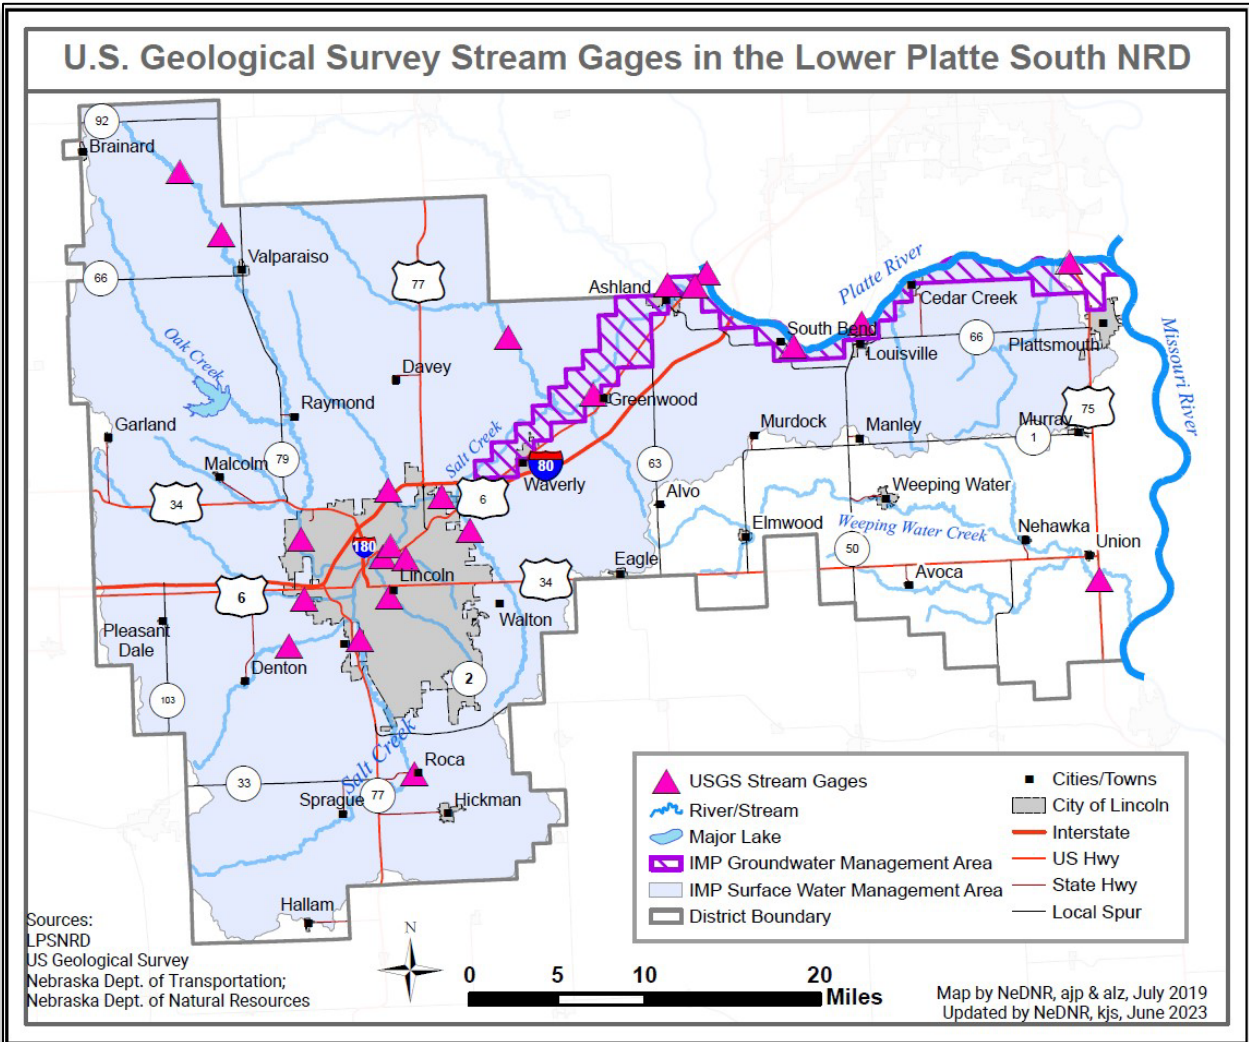 U.S. Geological Survey Stream Gages in the Lower Platte South NRD
92
Brainard
Valparaiso
66
77
Ashland
Platte River
Cedar Creek
South Bend
Louisville
66
Plattsmouth
Missouri River
Oak Creek
Davey
Raymond
Greenwood
Garland
Murdock
Manley
Murray
75
1
Salt Creek
Malcolm
79
80
Waverly
63
6
34
Alvo
Weeping Water
Elmwood
Weeping Water Creek
Nehawka
Union
50
180
Lincoln
Eagle
34
Avoca
6
Walton
Pleasant
Dale
Denton
2
103
Salt Creek
Roca
33
77
Sprague
Hickman
Hallam
USGS Stream Gages
River/Stream
Major Lake
IMP Groundwater Management Area
IMP Surface Water Management Area
District Boundary
Cities/Towns
City of Lincoln
Interstate
US Hwy
State Hwy
Local Spur
Sources:
LPSNRD
US Geological Survey
Nebraska Dept. of Transportation;
Nebraska Dept. of Natural Resources
N
0 5 10 20
Miles
Map by NeDNR, ajp & alz, July 2019
Updated by NeDNR, kjs, June 2023